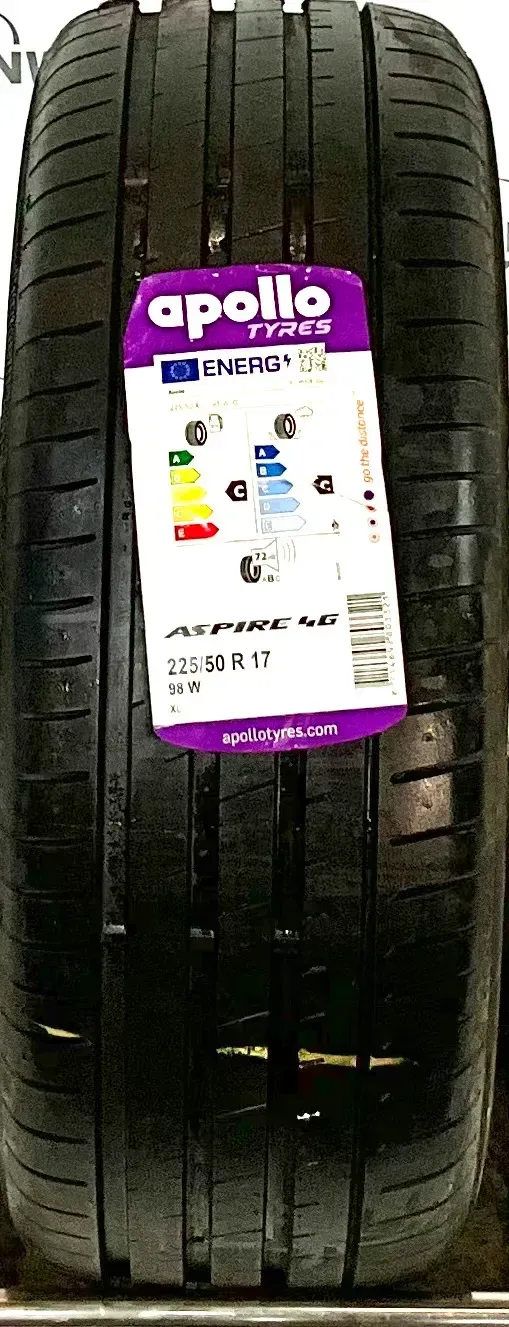 apollo
TYRES
ENERG
A
A
B
C
C
D
E
C
C
72
B
go the distance
ASPIRE 4G
225/50 R 17
98 W
XL
apollotyres.com